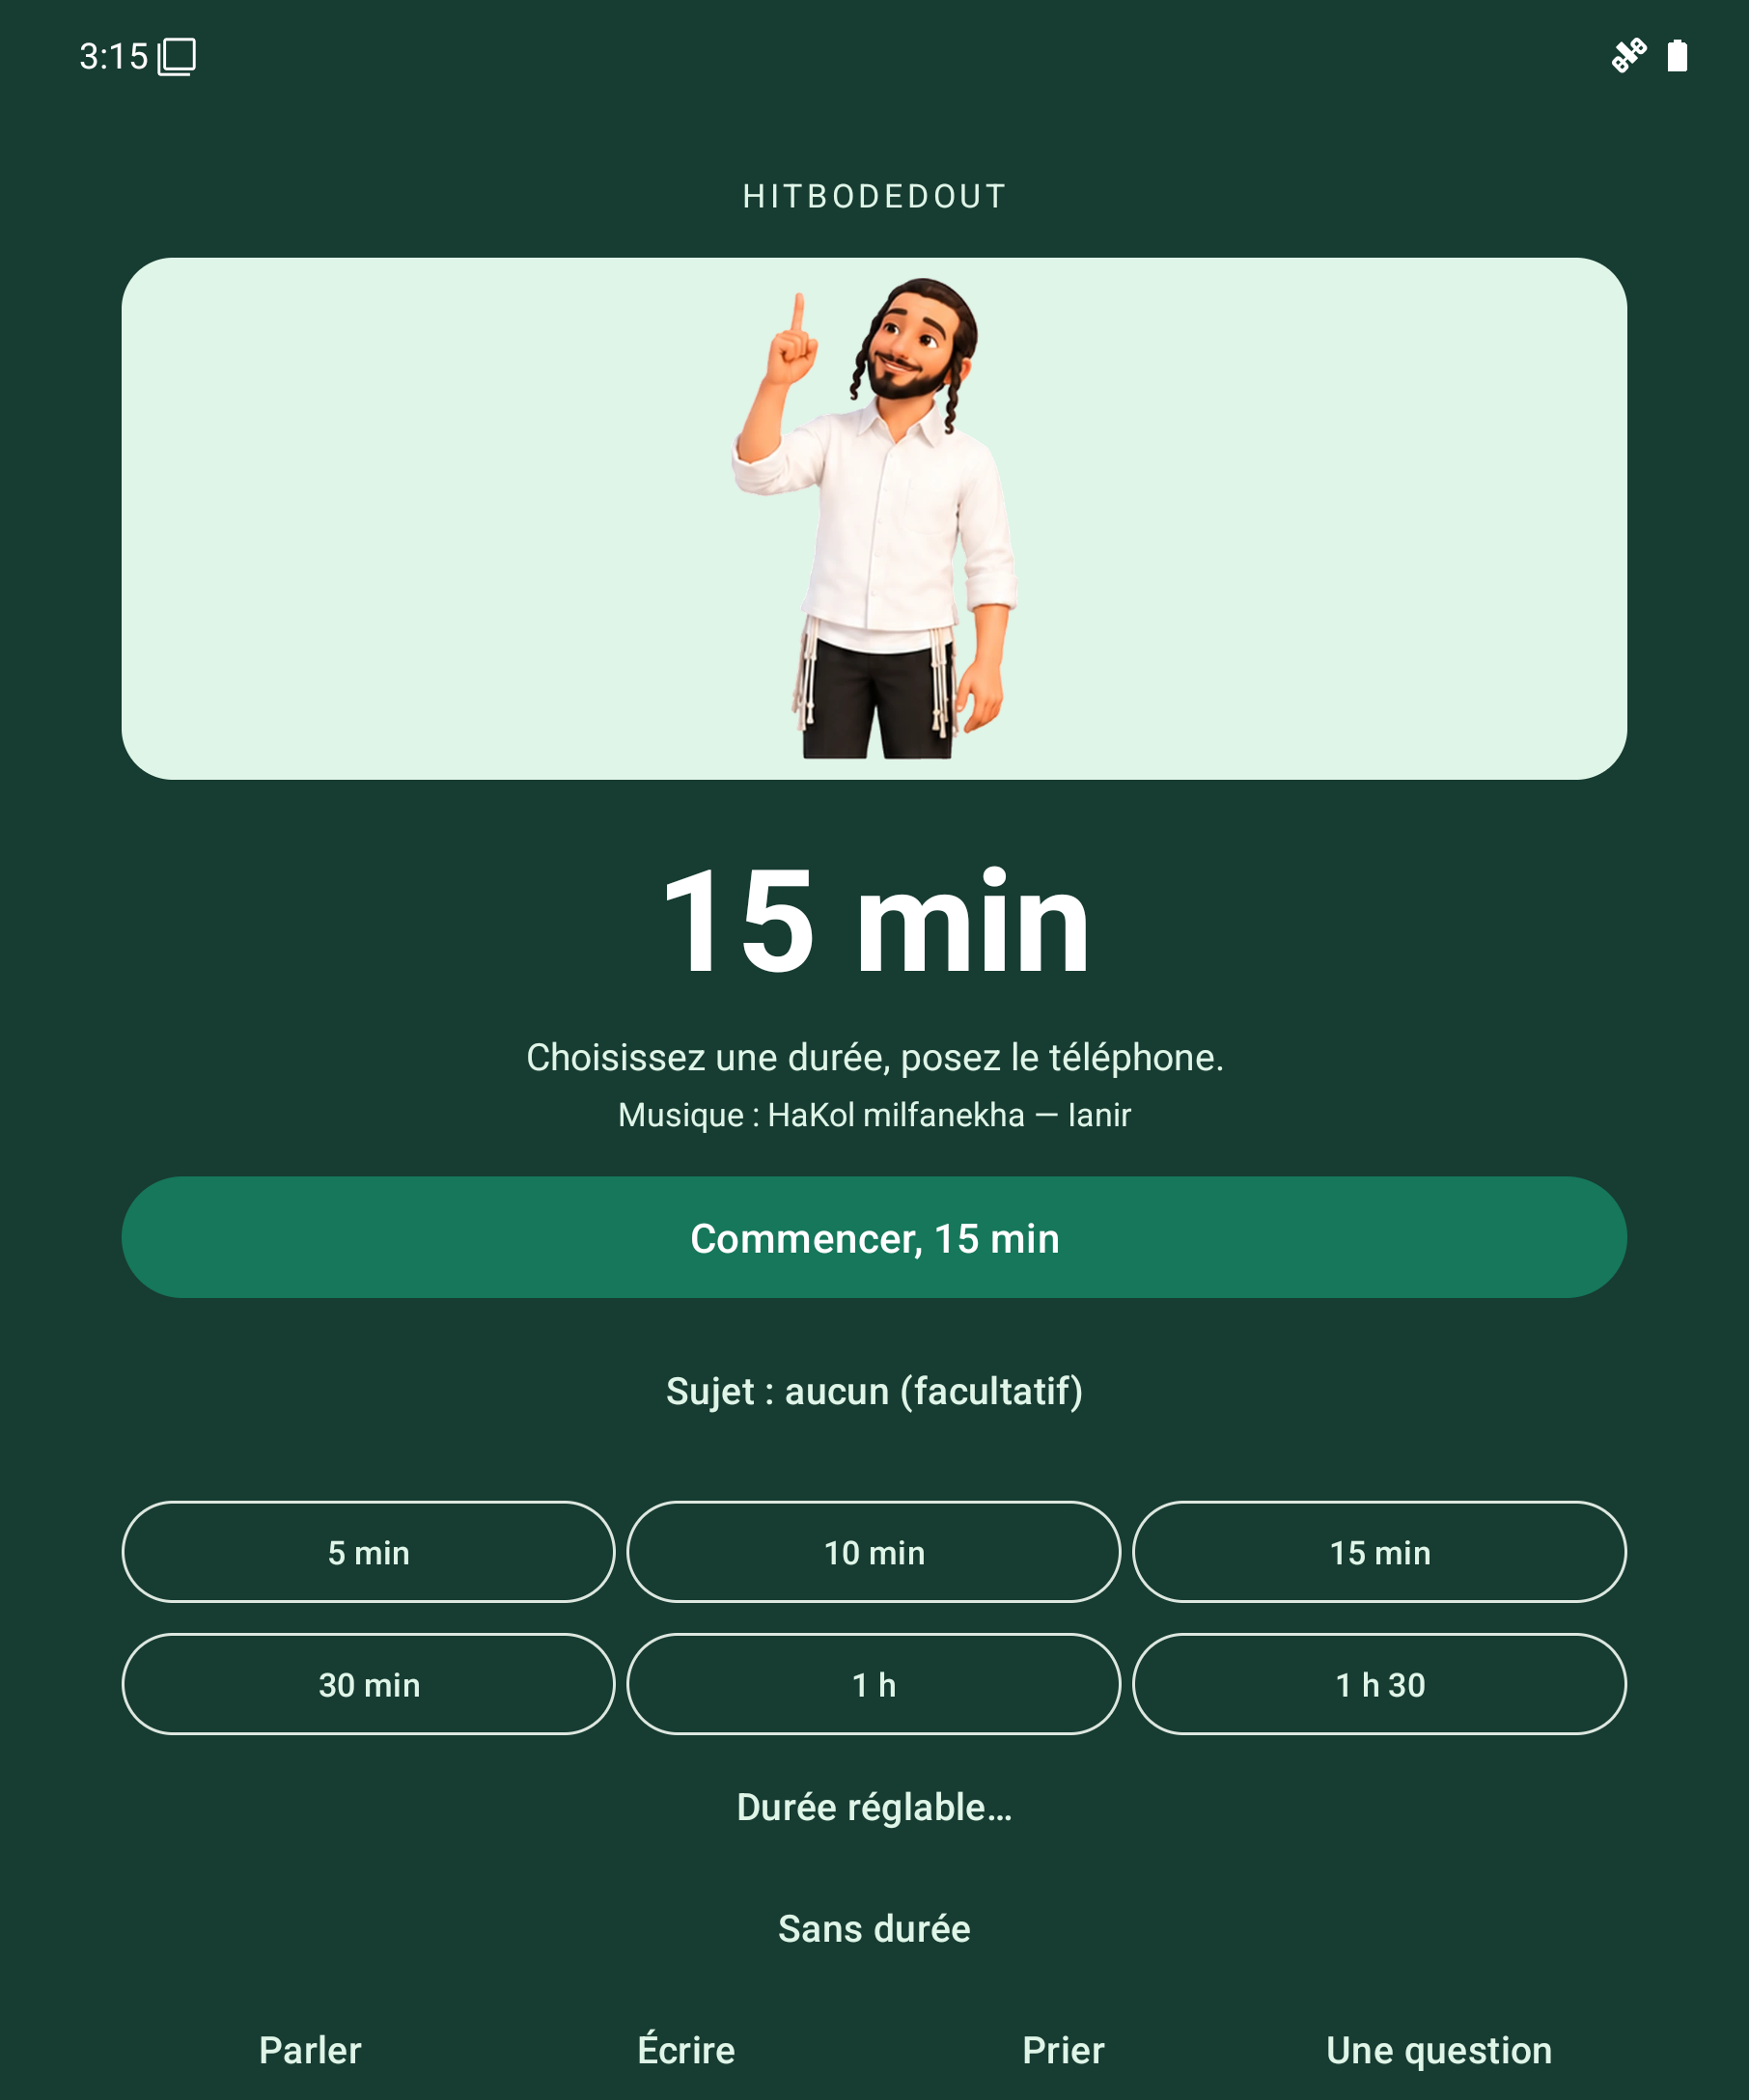 3:15
HITBODEDOUT
15 min
Choisissez une durée, posez le téléphone.
Musique : HaKol milfanekha — Ianir
Commencer, 15 min
Sujet : aucun (facultatif)
5 min 10 min 15 min
30 min 1 h 1 h 30
Durée réglable…
Sans durée
Parler Écrire Prier Une question